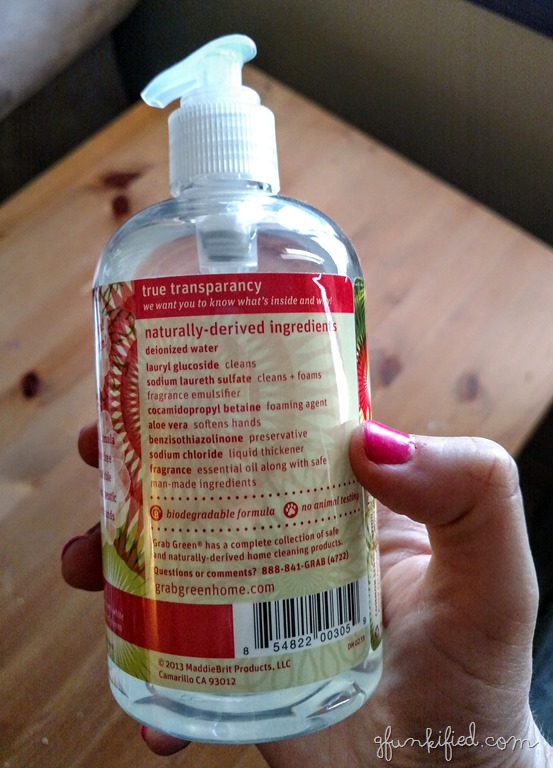 true transparancy
we want you to know what's inside and why!
naturally-derived ingredients
deionized water
lauryl glucoside cleans
sodium laureth sulfate cleans + foams
fragrance emulsifier
cocamidopropyl betaine foaming agent
aloe vera softens hands
benzisothiazolinone preservative
sodium chloride liquid thickener
fragrance essential oil along with safe
man-made ingredients
biodegradable formula no animal testing
Grab Green® has a complete collection of safe
and naturally-derived home cleaning products.
Questions or comments? 888-841-GRAB (4722)
grabgreenhome.com
8 54822 00305 9
© 2013 MaddieBrit Products, LLC
Camarillo CA 93012
gfunkified.com